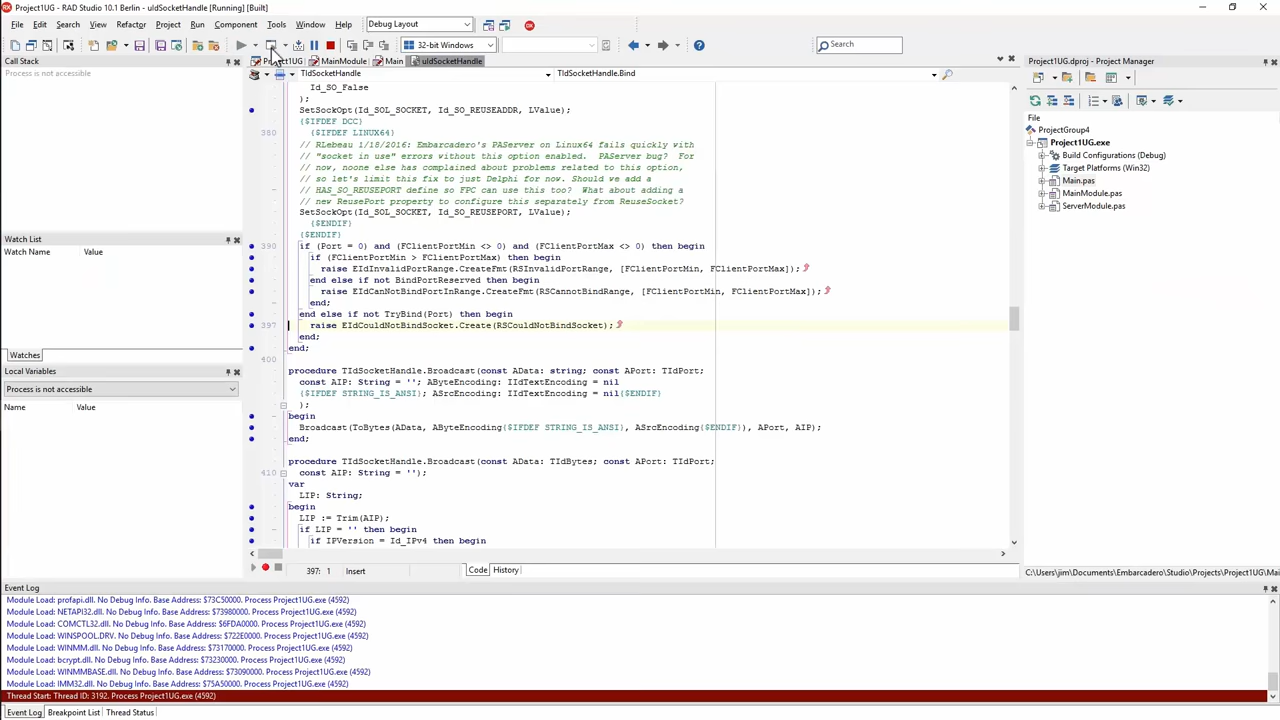 Project1UG - RAD Studio 10.1 Berlin - uIdSocketHandle [Running] [Built]
File Edit Search View Refactor Project Run Component Tools Window Help Debug Layout
32-bit Windows Search
Call Stack
Process is not accessible
Project1UG MainModule Main uIdSocketHandle
TIdSocketHandle TIdSocketHandle.Bind
Id_SO_False
);
SetSockOpt(Id_SOL_SOCKET, Id_SO_REUSEADDR, LValue);
{$IFDEF DCC}
380 {$IFDEF LINUX64}
// RLebeau 1/18/2016: Embarcadero's PAServer on Linux64 fails quickly with
// "socket in use" errors without this option enabled.  PAServer bug?  For
// now, noone else has complained about problems related to this option,
// so let's limit this fix to just Delphi for now. Should we add a
// HAS_SO_REUSEPORT define so FPC can use this too?  What about adding a
// new ReusePort property to configure this separately from ReuseSocket?
SetSockOpt(Id_SOL_SOCKET, Id_SO_REUSEPORT, LValue);
{$ENDIF}
{$ENDIF}
390 if (Port = 0) and (FClientPortMin <> 0) and (FClientPortMax <> 0) then begin
if (FClientPortMin > FClientPortMax) then begin
raise EIdInvalidPortRange.CreateFmt(RSInvalidPortRange, [FClientPortMin, FClientPortMax]);
end else if not BindPortReserved then begin
raise EIdCanNotBindPortInRange.CreateFmt(RSCannotBindRange, [FClientPortMin, FClientPortMax]);
end;
end else if not TryBind(Port) then begin
397 raise EIdCouldNotBindSocket.Create(RSCouldNotBindSocket);
end;
end;
400
procedure TIdSocketHandle.Broadcast(const AData: string; const APort: TIdPort;
const AIP: String = ''; AByteEncoding: IIdTextEncoding = nil
{$IFDEF STRING_IS_ANSI}; ASrcEncoding: IIdTextEncoding = nil{$ENDIF}
);
begin
Broadcast(ToBytes(AData, AByteEncoding{$IFDEF STRING_IS_ANSI}, ASrcEncoding{$ENDIF}), APort, AIP);
end;
procedure TIdSocketHandle.Broadcast(const AData: TIdBytes; const APort: TIdPort;
410 const AIP: String = '');
var
LIP: String;
begin
LIP := Trim(AIP);
if LIP = '' then begin
if IPVersion = Id_IPv4 then begin
397: 1 Insert Code History
Watch List
Watch Name Value
Watches
Local Variables
Process is not accessible
Name Value
Project1UG.dproj - Project Manager
File
ProjectGroup4
Project1UG.exe
Build Configurations (Debug)
Target Platforms (Win32)
Main.pas
MainModule.pas
ServerModule.pas
C:\Users\jim\Documents\Embarcadero\Studio\Projects\Project1UG\Mai
Event Log
Module Load: profapi.dll. No Debug Info. Base Address: $73C50000. Process Project1UG.exe (4592)
Module Load: NETAPI32.dll. No Debug Info. Base Address: $73980000. Process Project1UG.exe (4592)
Module Load: COMCTL32.dll. No Debug Info. Base Address: $6FDA0000. Process Project1UG.exe (4592)
Module Load: WINSPOOL.DRV. No Debug Info. Base Address: $722E0000. Process Project1UG.exe (4592)
Module Load: WINMM.dll. No Debug Info. Base Address: $73170000. Process Project1UG.exe (4592)
Module Load: bcrypt.dll. No Debug Info. Base Address: $73230000. Process Project1UG.exe (4592)
Module Load: WINMMBASE.dll. No Debug Info. Base Address: $73090000. Process Project1UG.exe (4592)
Module Load: IMM32.dll. No Debug Info. Base Address: $75A50000. Process Project1UG.exe (4592)
Thread Start: Thread ID: 3192. Process Project1UG.exe (4592)
Event Log Breakpoint List Thread Status